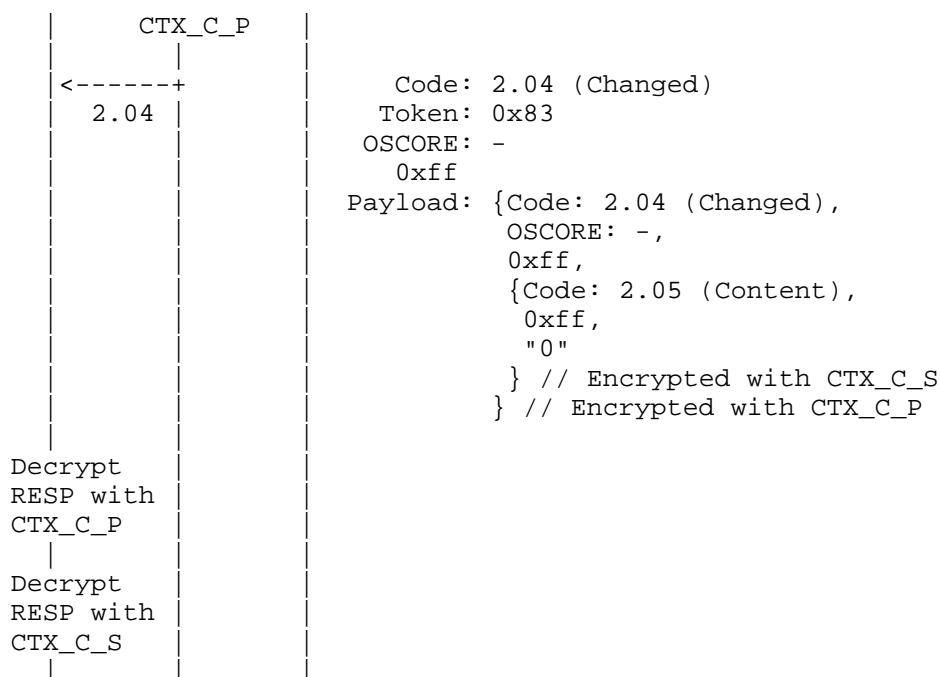 CTX_C_P
<------+ Code: 2.04 (Changed)
2.04 Token: 0x83
OSCORE: -
0xff
Payload: {Code: 2.04 (Changed),
OSCORE: -,
0xff,
{Code: 2.05 (Content),
0xff,
"0"
} // Encrypted with CTX_C_S
} // Encrypted with CTX_C_P
Decrypt
RESP with
CTX_C_P
Decrypt
RESP with
CTX_C_S